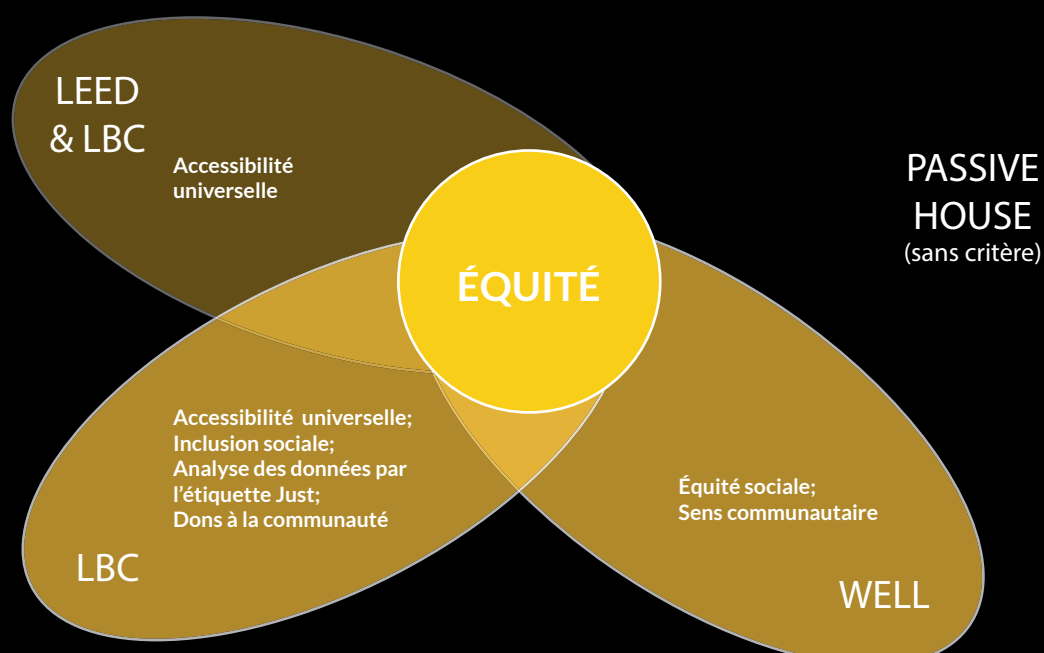 LEED
& LBC
Accessibilité
universelle
PASSIVE
HOUSE
(sans critère)
ÉQUITÉ
Accessibilité universelle;
Inclusion sociale;
Analyse des données par
l’étiquette Just;
Dons à la communauté
LBC
Équité sociale;
Sens communautaire
WELL